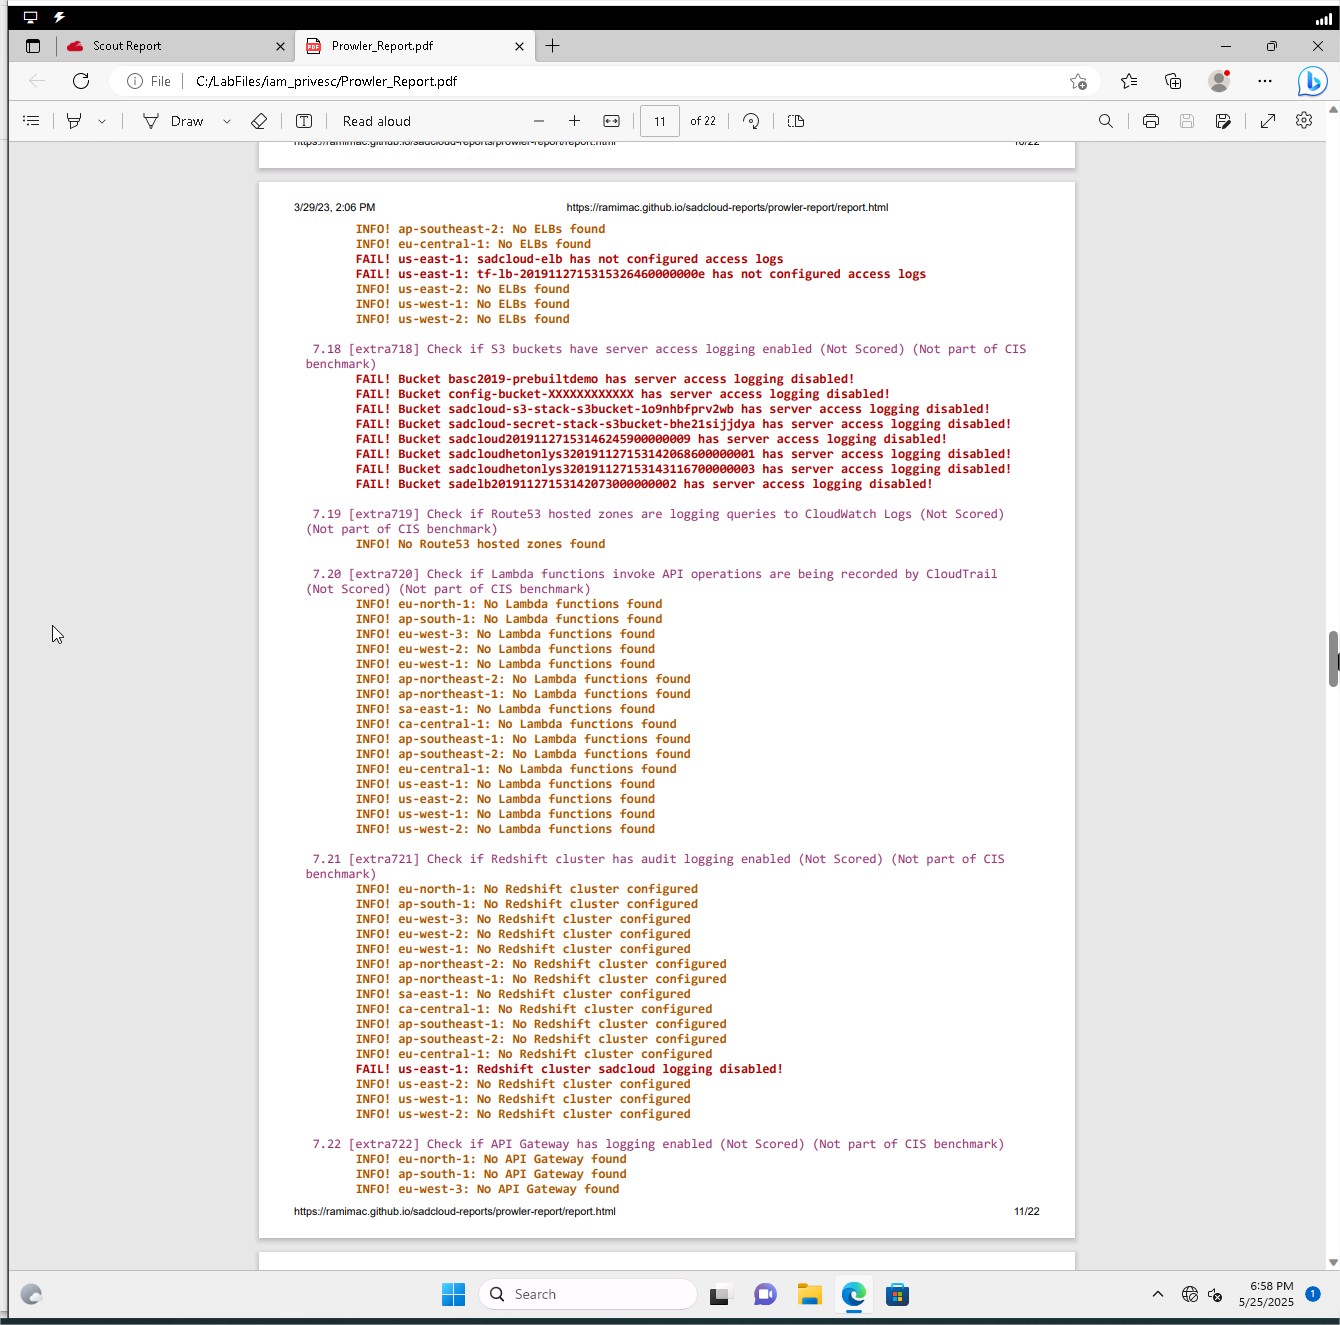 Scout Report
Prowler_Report.pdf
File
C:/LabFiles/iam_privesc/Prowler_Report.pdf
Draw
Read aloud
11
of 22
https://ramimac.github.io/sadcloud-reports/prowler-report/report.html 10/22
3/29/23, 2:06 PM https://ramimac.github.io/sadcloud-reports/prowler-report/report.html
INFO! ap-southeast-2: No ELBs found
INFO! eu-central-1: No ELBs found
FAIL! us-east-1: sadcloud-elb has not configured access logs
FAIL! us-east-1: tf-lb-2019112715315326460000000e has not configured access logs
INFO! us-east-2: No ELBs found
INFO! us-west-1: No ELBs found
INFO! us-west-2: No ELBs found
7.18 [extra718] Check if S3 buckets have server access logging enabled (Not Scored) (Not part of CIS
benchmark)
FAIL! Bucket basc2019-prebuiltdemo has server access logging disabled!
FAIL! Bucket config-bucket-XXXXXXXXXXXX has server access logging disabled!
FAIL! Bucket sadcloud-s3-stack-s3bucket-1o9nhbfprv2wb has server access logging disabled!
FAIL! Bucket sadcloud-secret-stack-s3bucket-bhe21sijjdya has server access logging disabled!
FAIL! Bucket sadcloud20191127153146245900000009 has server access logging disabled!
FAIL! Bucket sadcloudhetonlys320191127153142068600000001 has server access logging disabled!
FAIL! Bucket sadcloudhetonlys320191127153143116700000003 has server access logging disabled!
FAIL! Bucket sadelb20191127153142073000000002 has server access logging disabled!
7.19 [extra719] Check if Route53 hosted zones are logging queries to CloudWatch Logs (Not Scored)
(Not part of CIS benchmark)
INFO! No Route53 hosted zones found
7.20 [extra720] Check if Lambda functions invoke API operations are being recorded by CloudTrail
(Not Scored) (Not part of CIS benchmark)
INFO! eu-north-1: No Lambda functions found
INFO! ap-south-1: No Lambda functions found
INFO! eu-west-3: No Lambda functions found
INFO! eu-west-2: No Lambda functions found
INFO! eu-west-1: No Lambda functions found
INFO! ap-northeast-2: No Lambda functions found
INFO! ap-northeast-1: No Lambda functions found
INFO! sa-east-1: No Lambda functions found
INFO! ca-central-1: No Lambda functions found
INFO! ap-southeast-1: No Lambda functions found
INFO! ap-southeast-2: No Lambda functions found
INFO! eu-central-1: No Lambda functions found
INFO! us-east-1: No Lambda functions found
INFO! us-east-2: No Lambda functions found
INFO! us-west-1: No Lambda functions found
INFO! us-west-2: No Lambda functions found
7.21 [extra721] Check if Redshift cluster has audit logging enabled (Not Scored) (Not part of CIS
benchmark)
INFO! eu-north-1: No Redshift cluster configured
INFO! ap-south-1: No Redshift cluster configured
INFO! eu-west-3: No Redshift cluster configured
INFO! eu-west-2: No Redshift cluster configured
INFO! eu-west-1: No Redshift cluster configured
INFO! ap-northeast-2: No Redshift cluster configured
INFO! ap-northeast-1: No Redshift cluster configured
INFO! sa-east-1: No Redshift cluster configured
INFO! ca-central-1: No Redshift cluster configured
INFO! ap-southeast-1: No Redshift cluster configured
INFO! ap-southeast-2: No Redshift cluster configured
INFO! eu-central-1: No Redshift cluster configured
FAIL! us-east-1: Redshift cluster sadcloud logging disabled!
INFO! us-east-2: No Redshift cluster configured
INFO! us-west-1: No Redshift cluster configured
INFO! us-west-2: No Redshift cluster configured
7.22 [extra722] Check if API Gateway has logging enabled (Not Scored) (Not part of CIS benchmark)
INFO! eu-north-1: No API Gateway found
INFO! ap-south-1: No API Gateway found
INFO! eu-west-3: No API Gateway found
https://ramimac.github.io/sadcloud-reports/prowler-report/report.html 11/22
Search
6:58 PM
5/25/2025
1